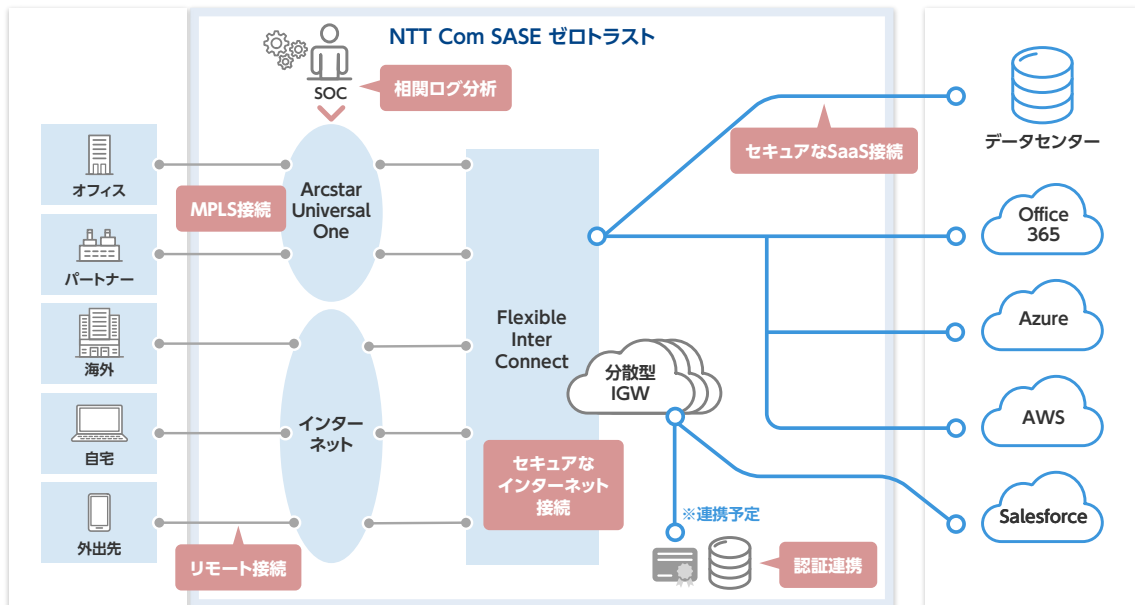 NTT Com SASE ゼロトラスト
SOC
相関ログ分析
オフィス
パートナー
海外
自宅
外出先
MPLS接続
Arcstar
Universal
One
インター
ネット
リモート接続
Flexible
Inter
Connect
セキュアな
インターネット
接続
分散型
IGW
※連携予定
認証連携
セキュアなSaaS接続
データセンター
Office
365
Azure
AWS
Salesforce